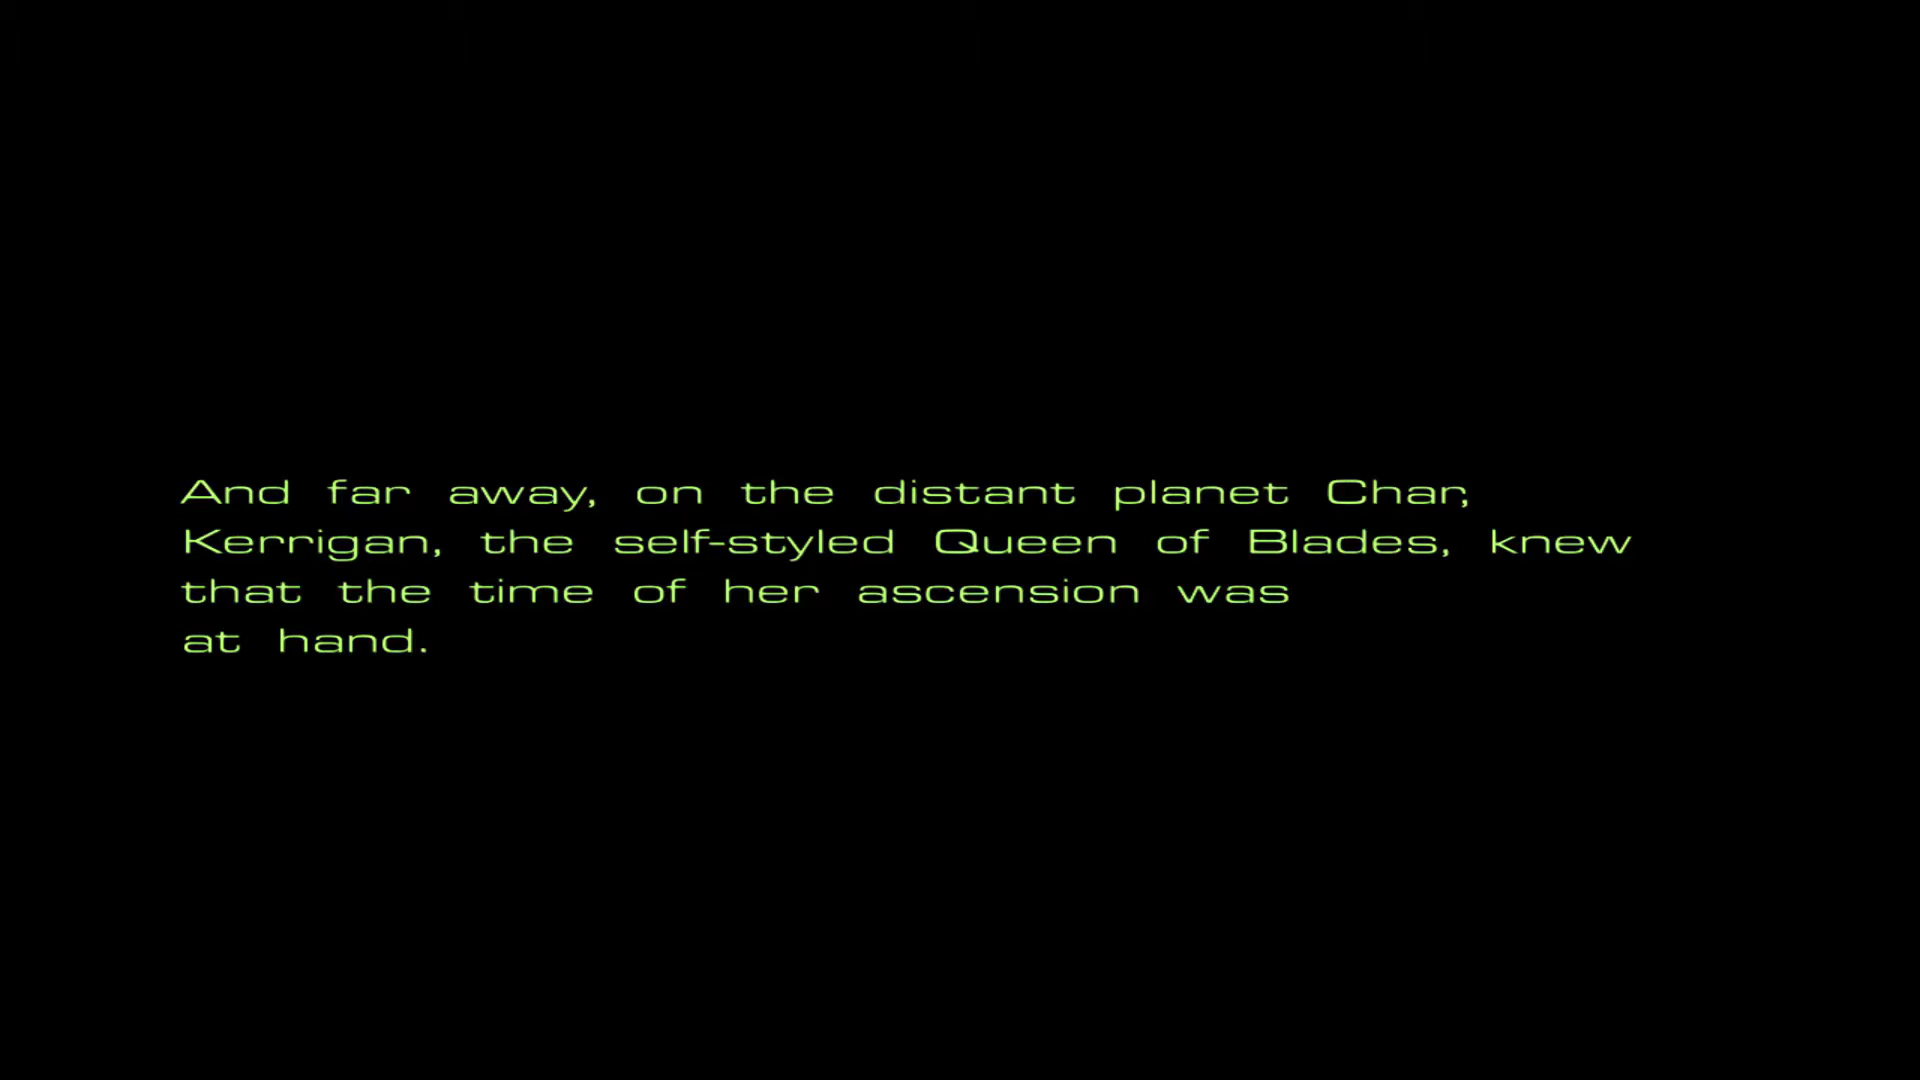 And far away, on the distant planet Char,
Kerrigan, the self-styled Queen of Blades, knew
that the time of her ascension was
at hand.